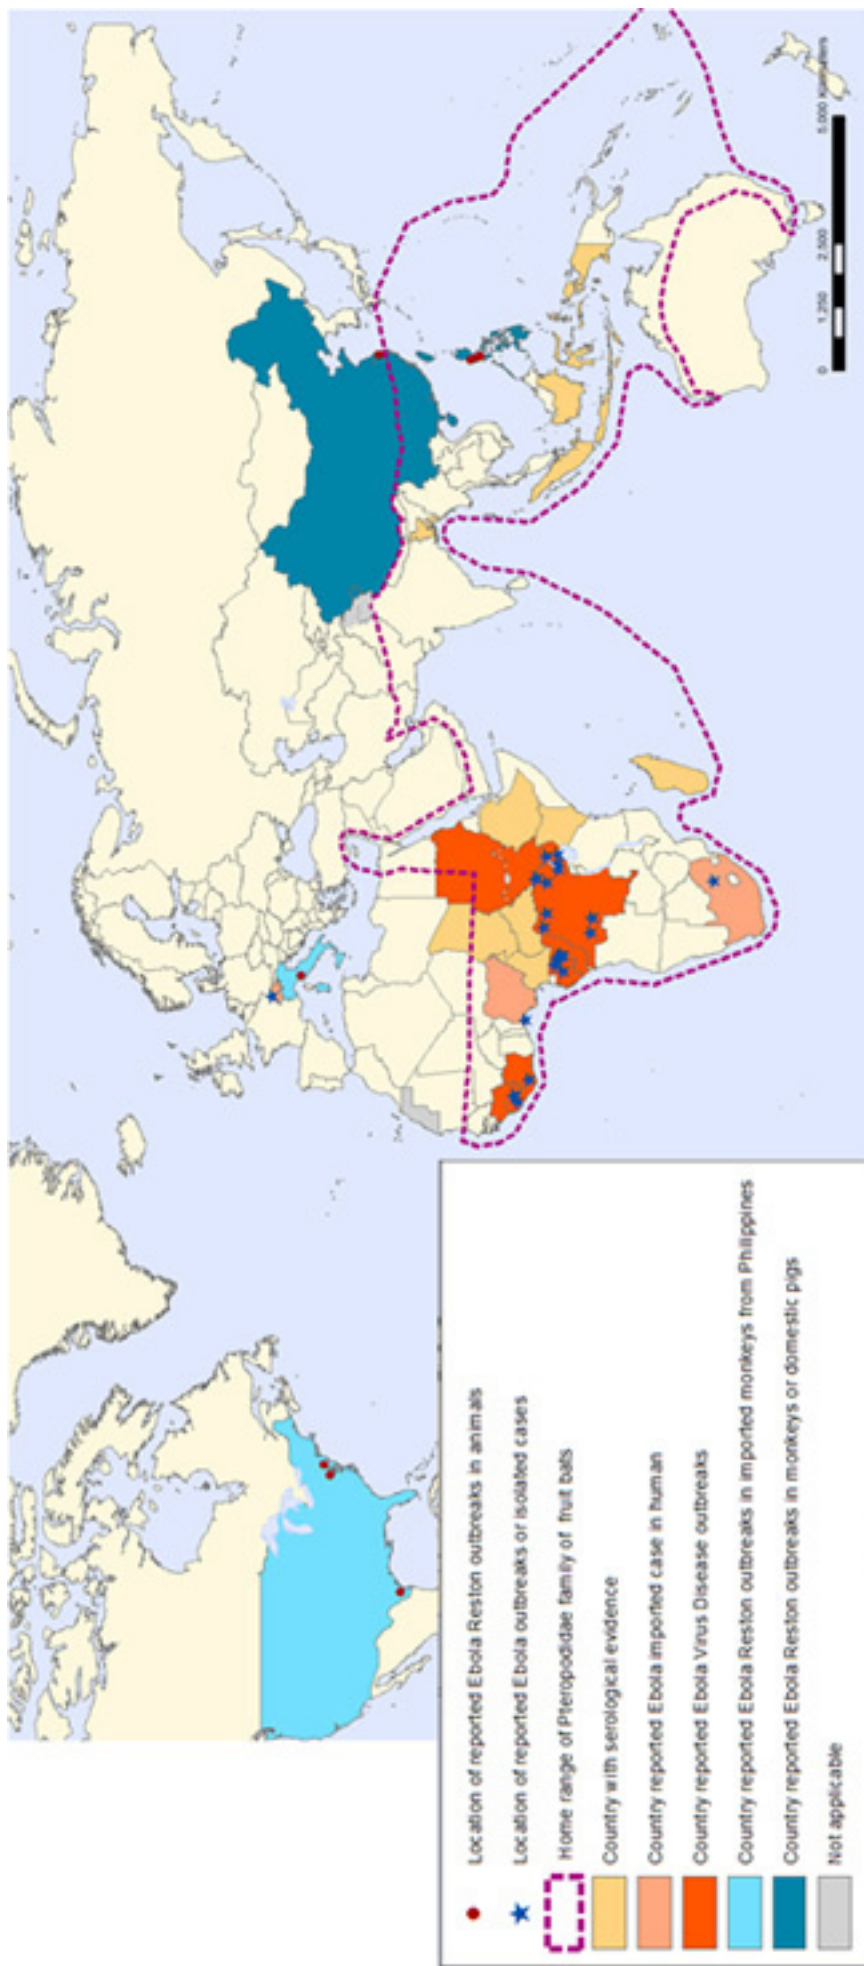 Location of reported Ebola Reston outbreaks in animals
Location of reported Ebola outbreaks or isolated cases
Home range of Pteropodidae family of fruit bats
Country with serological evidence
Country reported Ebola imported case in human
Country reported Ebola Virus Disease outbreaks
Country reported Ebola Reston outbreaks in imported monkeys from Philippines
Country reported Ebola Reston outbreaks in monkeys or domestic pigs
Not applicable
0 1,250 2,500 5,000 Kilometers